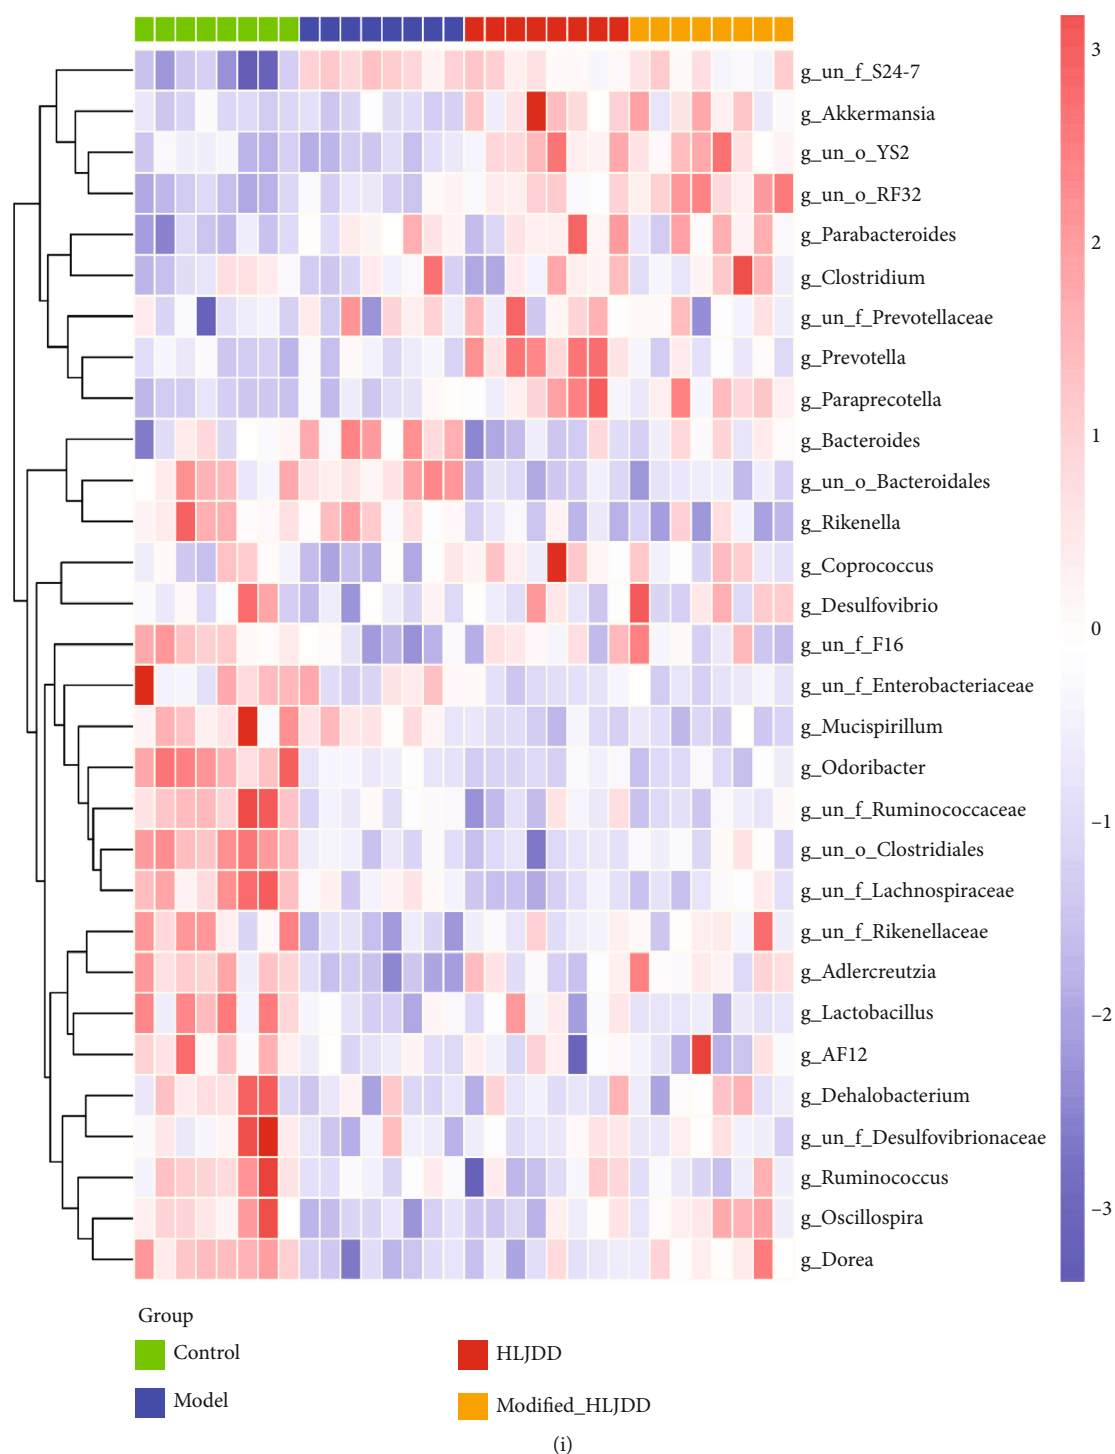 g_un_f_S24-7
g_Akkermansia
g_un_o_YS2
g_un_o_RF32
g_Parabacteroides
g_Clostridium
g_un_f_Prevotellaceae
g_Prevotella
g_Paraprecotella
g_Bacteroides
g_un_o_Bacteroidales
g_Rikenella
g_Coprococcus
g_Desulfovibrio
g_un_f_F16
g_un_f_Enterobacteriaceae
g_Mucispirillum
g_Odoribacter
g_un_f_Ruminococcaceae
g_un_o_Clostridiales
g_un_f_Lachnospiraceae
g_un_f_Rikenellaceae
g_Adlercreutzia
g_Lactobacillus
g_AF12
g_Dehalobacterium
g_un_f_Desulfovibrionaceae
g_Ruminococcus
g_Oscillospira
g_Dorea
3
2
1
0
−1
−2
−3
Group
Control
Model
HLJDD
Modified_HLJDD
(i)